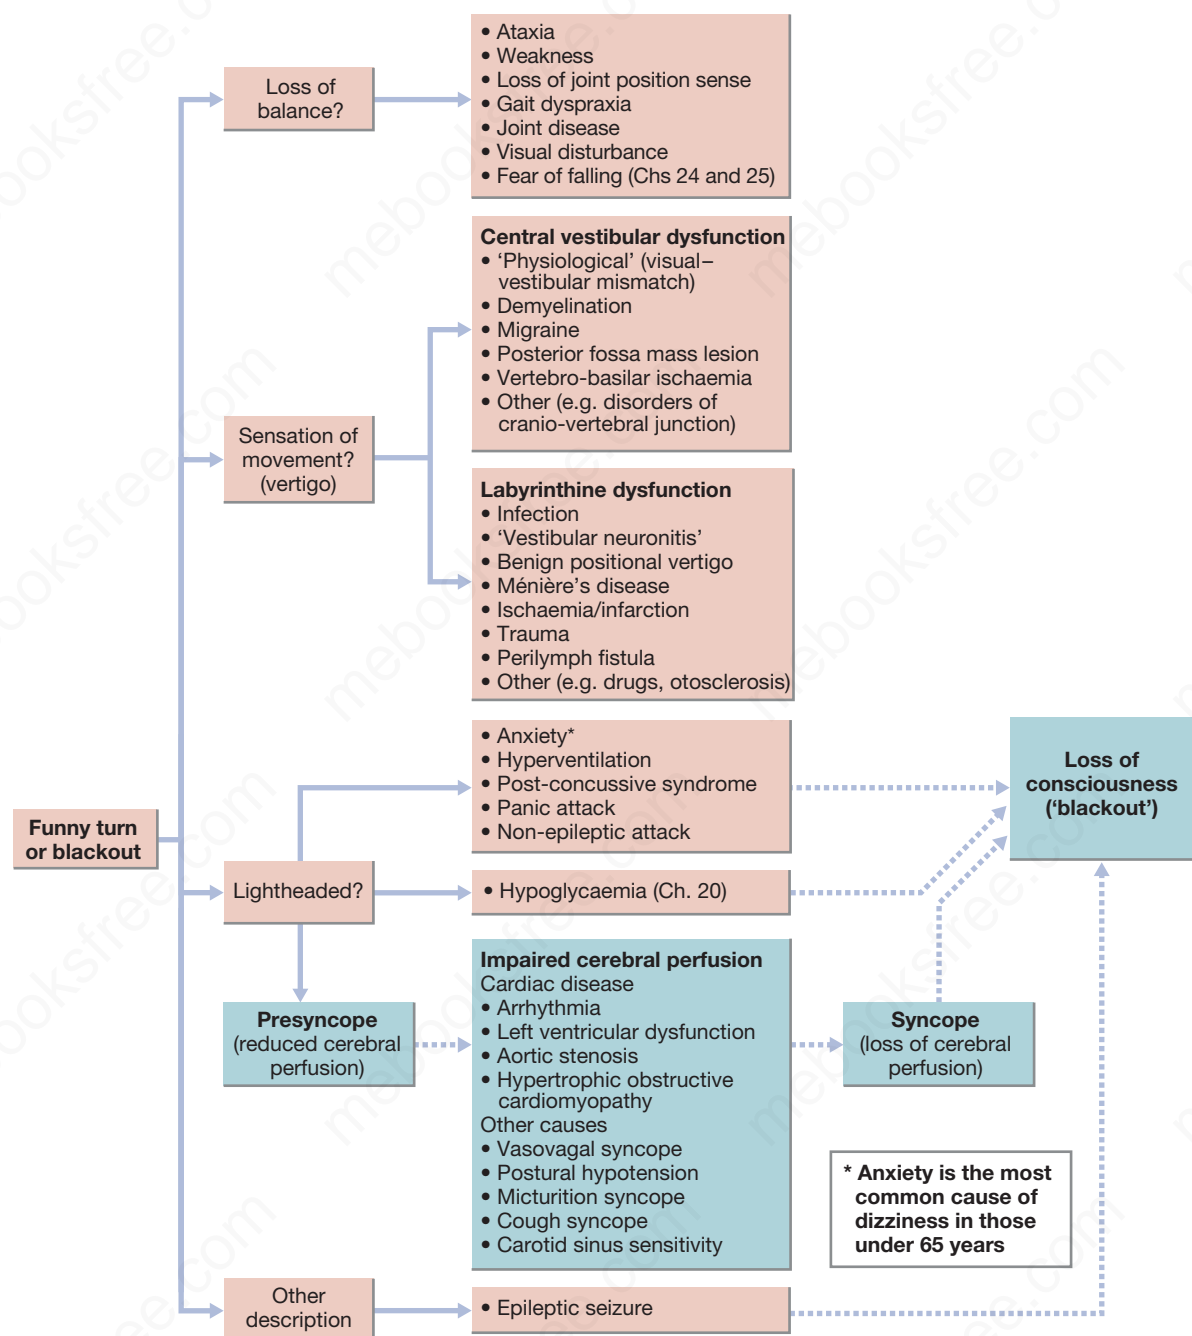 • Ataxia
• Weakness
• Loss of joint position sense
• Gait dyspraxia
• Joint disease
• Visual disturbance
• Fear of falling (Chs 24 and 25)
Loss of
balance?
Central vestibular dysfunction
• ‘Physiological’ (visual–
vestibular mismatch)
• Demyelination
• Migraine
• Posterior fossa mass lesion
• Vertebro-basilar ischaemia
• Other (e.g. disorders of
cranio-vertebral junction)
Sensation of
movement?
(vertigo)
Labyrinthine dysfunction
• Infection
• ‘Vestibular neuronitis’
• Benign positional vertigo
• Ménière’s disease
• Ischaemia/infarction
• Trauma
• Perilymph fistula
• Other (e.g. drugs, otosclerosis)
• Anxiety*
• Hyperventilation
• Post-concussive syndrome
• Panic attack
• Non-epileptic attack
Loss of
consciousness
(‘blackout’)
Funny turn
or blackout
Lightheaded?
• Hypoglycaemia (Ch. 20)
Presyncope
(reduced cerebral
perfusion)
Impaired cerebral perfusion
Cardiac disease
• Arrhythmia
• Left ventricular dysfunction
• Aortic stenosis
• Hypertrophic obstructive
cardiomyopathy
Other causes
• Vasovagal syncope
• Postural hypotension
• Micturition syncope
• Cough syncope
• Carotid sinus sensitivity
Syncope
(loss of cerebral
perfusion)
* Anxiety is the most
common cause of
dizziness in those
under 65 years
Other
description
• Epileptic seizure
mebooksfree.com